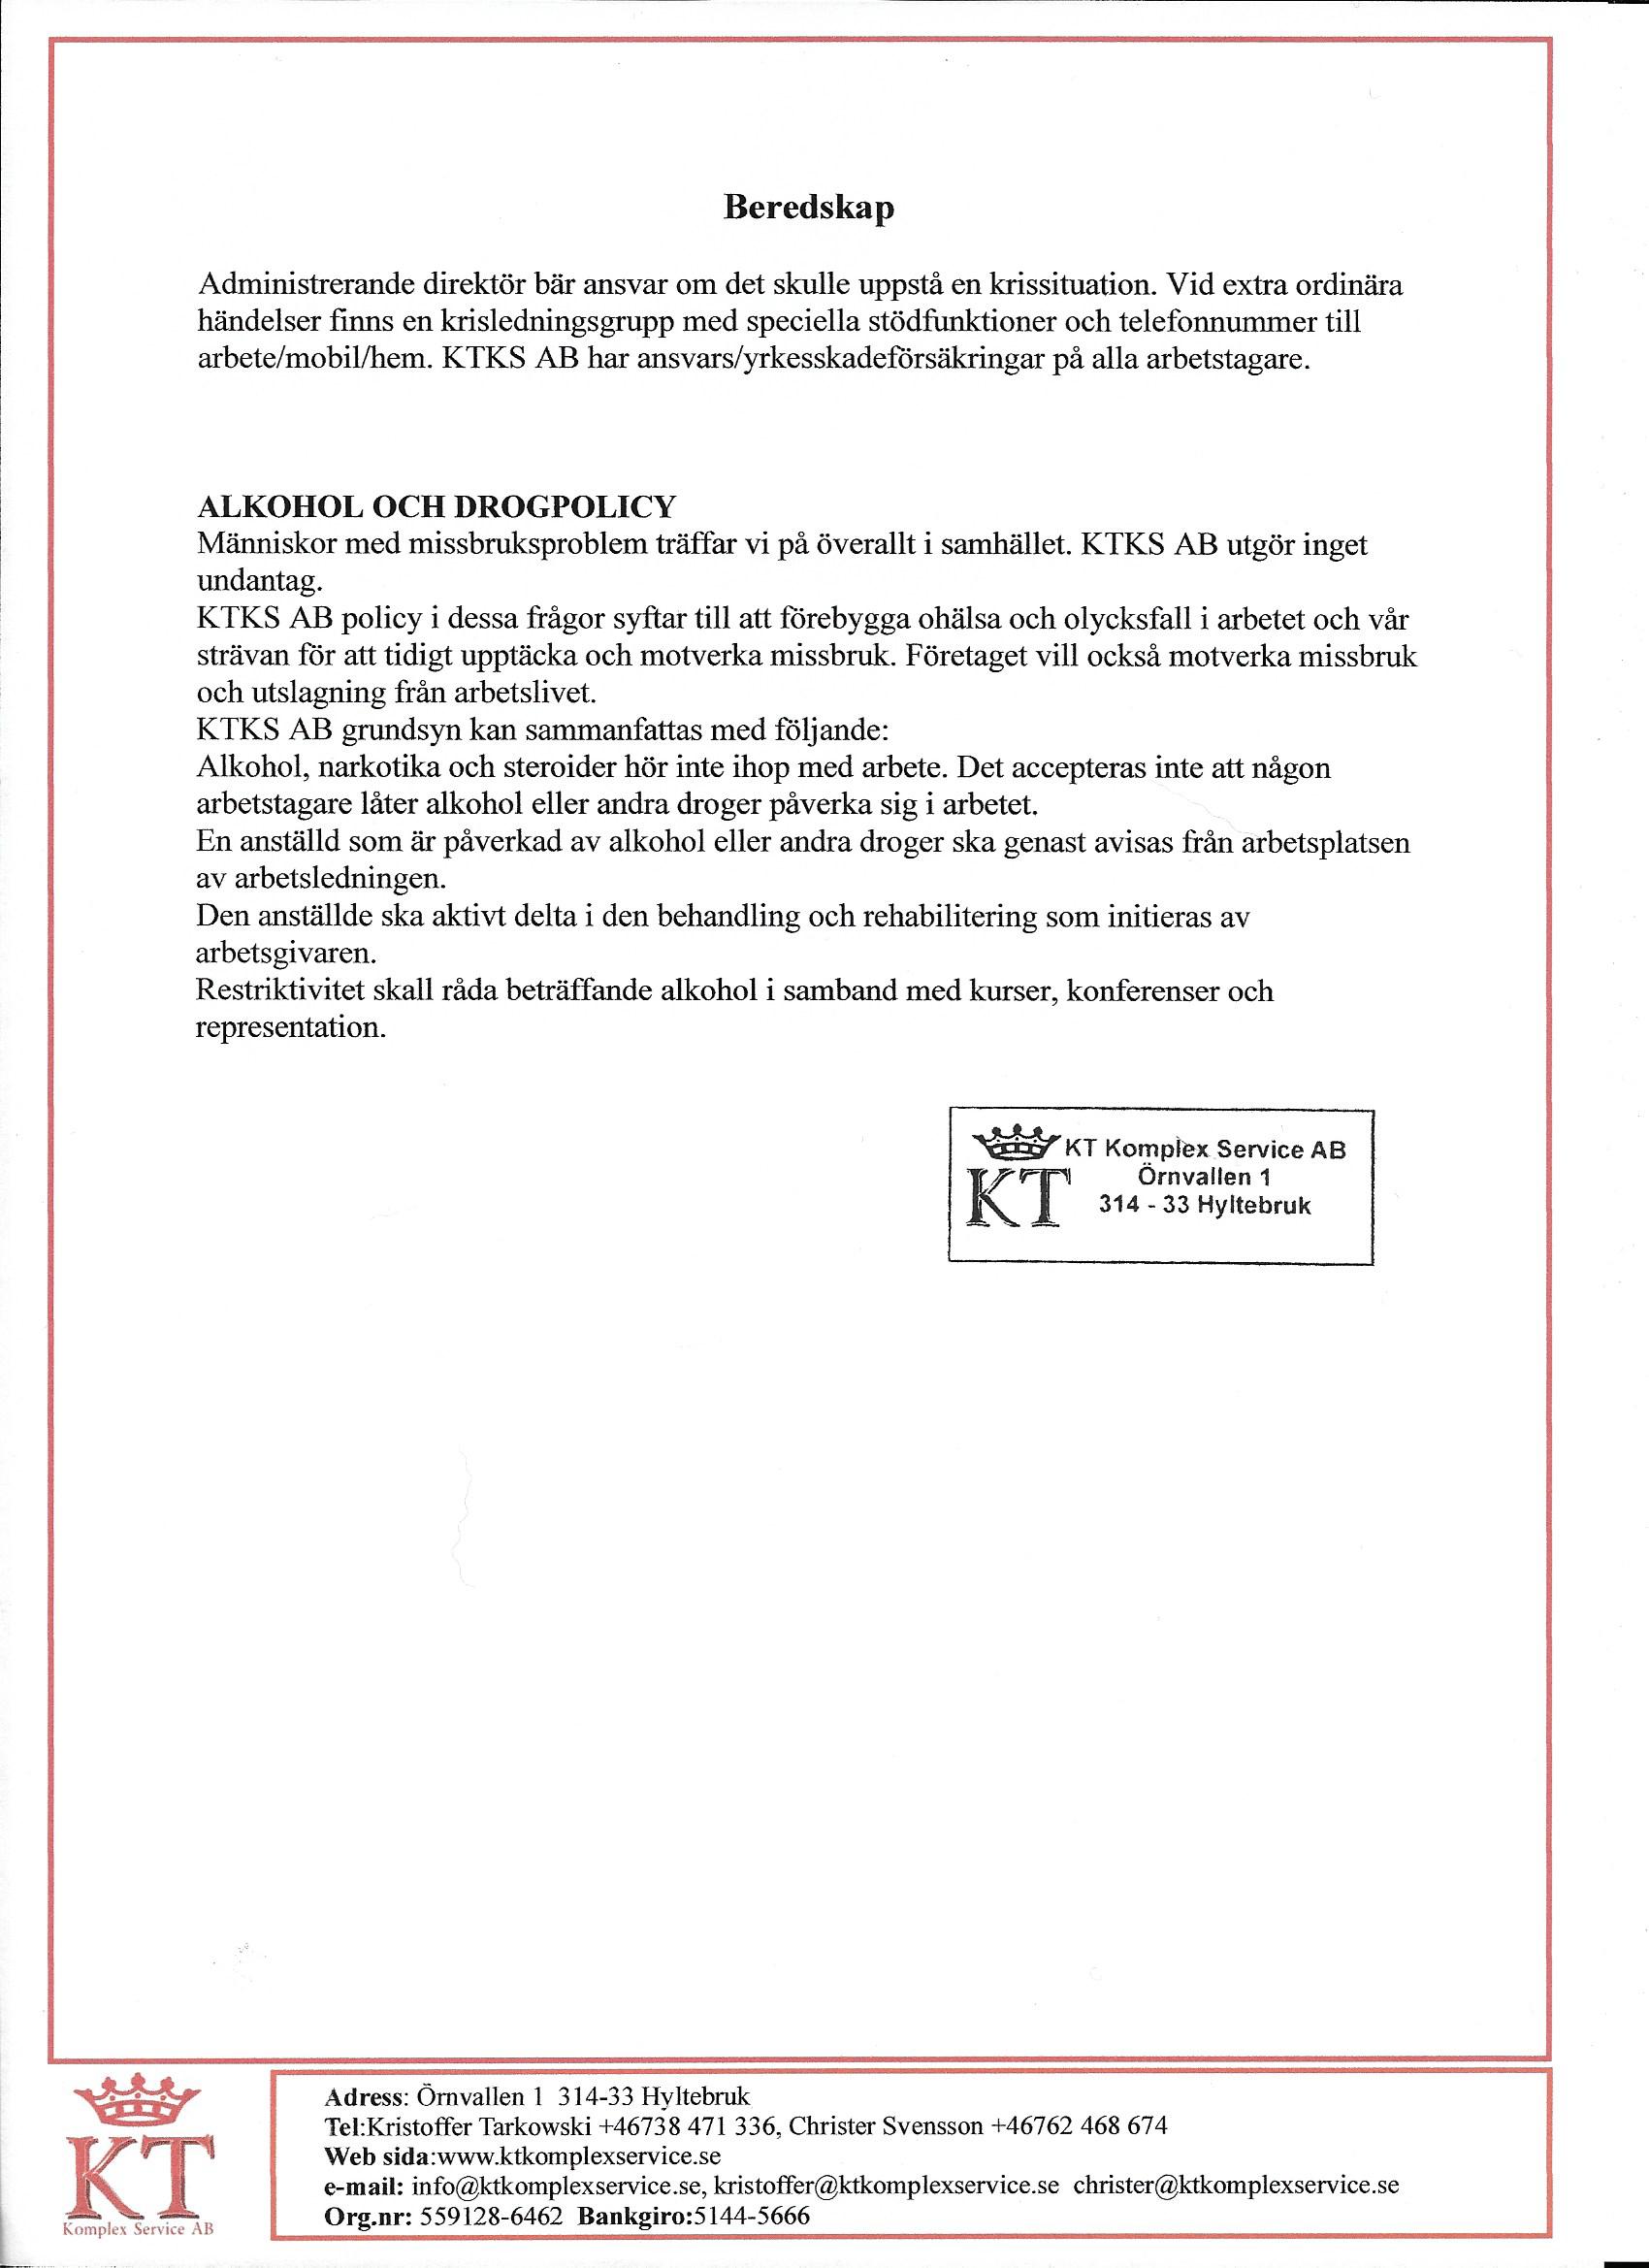 Beredskap
Administrerande direktör bär ansvar om det skulle uppstå en krissituation. Vid extra ordinära
händelser finns en krisledningsgrupp med speciella stödfunktioner och telefonnummer till
arbete/mobil/hem. KTKS AB har ansvars/yrkesskadeförsäkringar på alla arbetstagare.
ALKOHOL OCH DROGPOLICY
Människor med missbruksproblem träffar vi på överallt i samhället. KTKS AB utgör inget
undantag.
KTKS AB policy i dessa frågor syftar till att förebygga ohälsa och olycksfall i arbetet och vår
strävan för att tidigt upptäcka och motverka missbruk. Företaget vill också motverka missbruk
och utslagning från arbetslivet.
KTKS AB grundsyn kan sammanfattas med följande:
Alkohol, narkotika och steroider hör inte ihop med arbete. Det accepteras inte att någon
arbetstagare låter alkohol eller andra droger påverka sig i arbetet.
En anställd som är påverkad av alkohol eller andra droger ska genast avisas från arbetsplatsen
av arbetsledningen.
Den anställde ska aktivt delta i den behandling och rehabilitering som initieras av
arbetsgivaren.
Restriktivitet skall råda beträffande alkohol i samband med kurser, konferenser och
representation.
KT Komplex Service AB
Örnvallen 1
KT 314 - 33 Hyltebruk
Adress: Örnvallen 1 314-33 Hyltebruk
Tel:Kristoffer Tarkowski +46738 471 336, Christer Svensson +46762 468 674
Web sida:www.ktkomplexservice.se
e-mail: info@ktkomplexservice.se, kristoffer@ktkomplexservice.se christer@ktkomplexservice.se
Org.nr: 559128-6462 Bankgiro:5144-5666
KT
Komplex Service AB